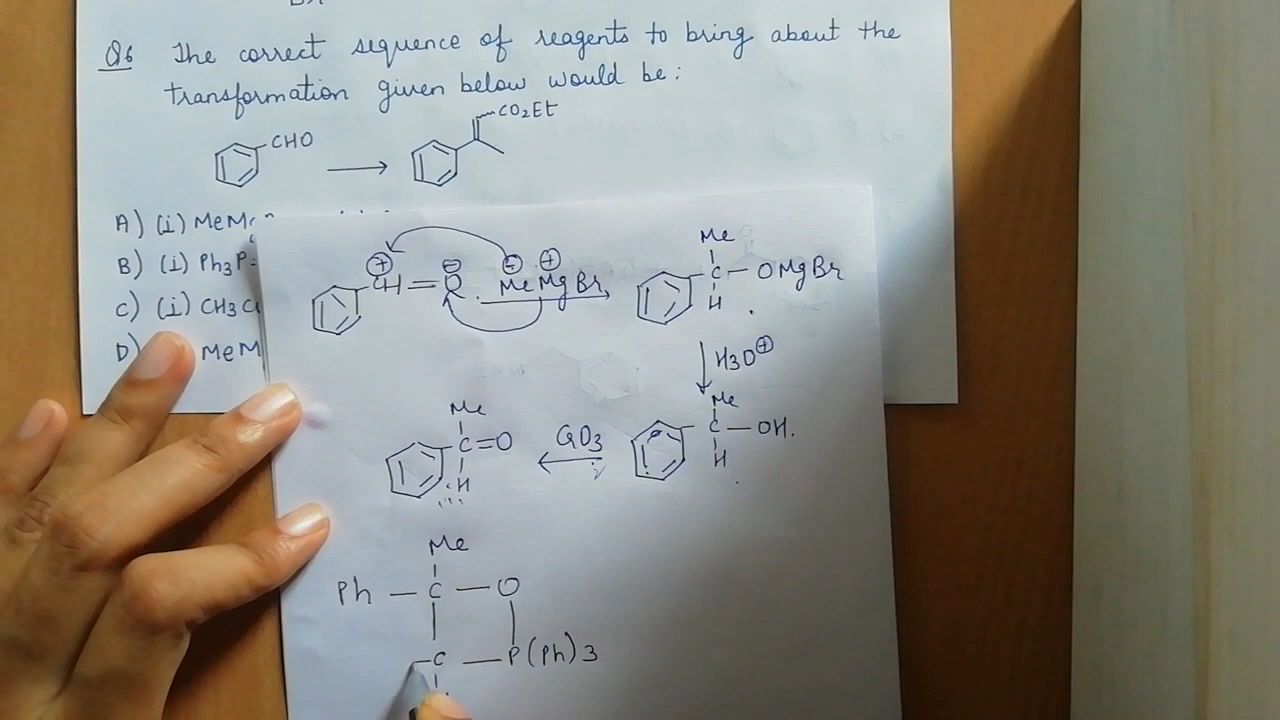 Q6 The correct sequence of reagents to bring about the
transformation given below would be:
CHO
CO2Et
A) (i) MeM
B) (i) Ph3P=
C) (i) CH3C
D) MeM
CH = O MeMgBr
Me
C — OMgBr
H
H3O⊕
Me
C — OH.
H
CrO3
Me
C = O
H
Me
Ph — C — O
— C — P(Ph)3